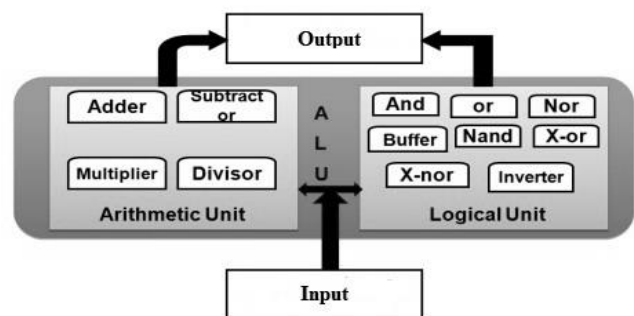 Output
Adder
Subtract
or
Multiplier
Divisor
Arithmetic Unit
A
L
U
And
or
Nor
Buffer
Nand
X-or
X-nor
Inverter
Logical Unit
Input